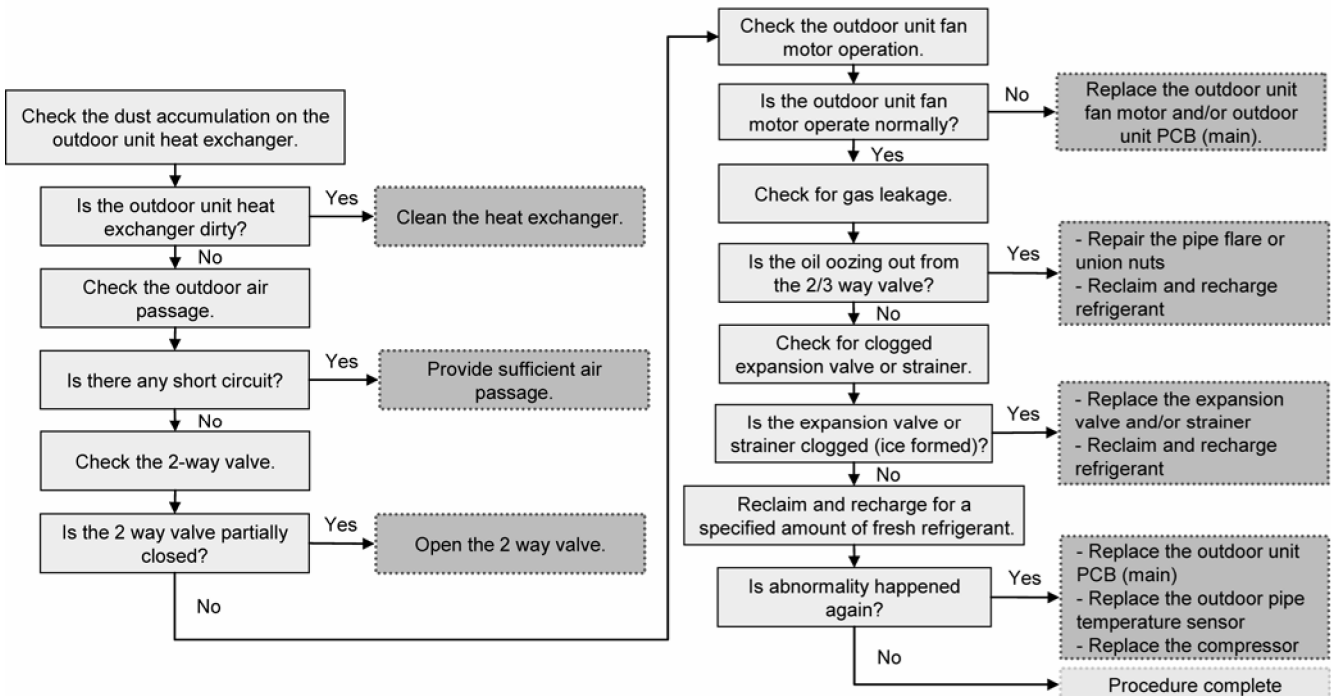 Check the dust accumulation on the
outdoor unit heat exchanger.
Is the outdoor unit heat
exchanger dirty?
Yes
Clean the heat exchanger.
No
Check the outdoor air
passage.
Is there any short circuit?
Yes
Provide sufficient air
passage.
No
Check the 2-way valve.
Is the 2 way valve partially
closed?
Yes
Open the 2 way valve.
No
Check the outdoor unit fan
motor operation.
Is the outdoor unit fan
motor operate normally?
No
Replace the outdoor unit
fan motor and/or outdoor
unit PCB (main).
Yes
Check for gas leakage.
Is the oil oozing out from
the 2/3 way valve?
Yes
- Repair the pipe flare or
union nuts
- Reclaim and recharge
refrigerant
No
Check for clogged
expansion valve or strainer.
Is the expansion valve or
strainer clogged (ice formed)?
Yes
- Replace the expansion
valve and/or strainer
- Reclaim and recharge
refrigerant
No
Reclaim and recharge for a
specified amount of fresh refrigerant.
Is abnormality happened
again?
Yes
- Replace the outdoor unit
PCB (main)
- Replace the outdoor pipe
temperature sensor
- Replace the compressor
No
Procedure complete